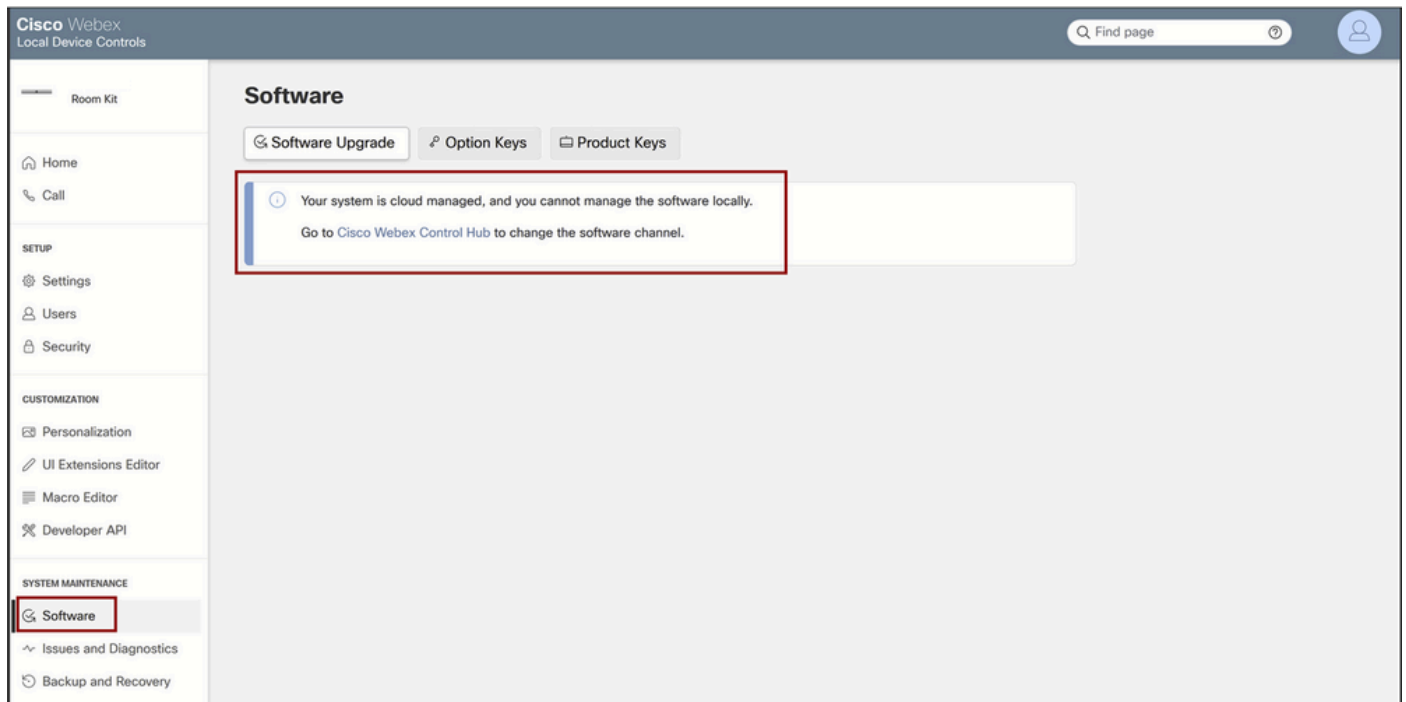 Cisco Webex
Local Device Controls
Find page
Room Kit
Home
Call
SETUP
Settings
Users
Security
CUSTOMIZATION
Personalization
UI Extensions Editor
Macro Editor
Developer API
SYSTEM MAINTENANCE
Software
Issues and Diagnostics
Backup and Recovery
Software
Software Upgrade
Option Keys
Product Keys
Your system is cloud managed, and you cannot manage the software locally.
Go to Cisco Webex Control Hub to change the software channel.